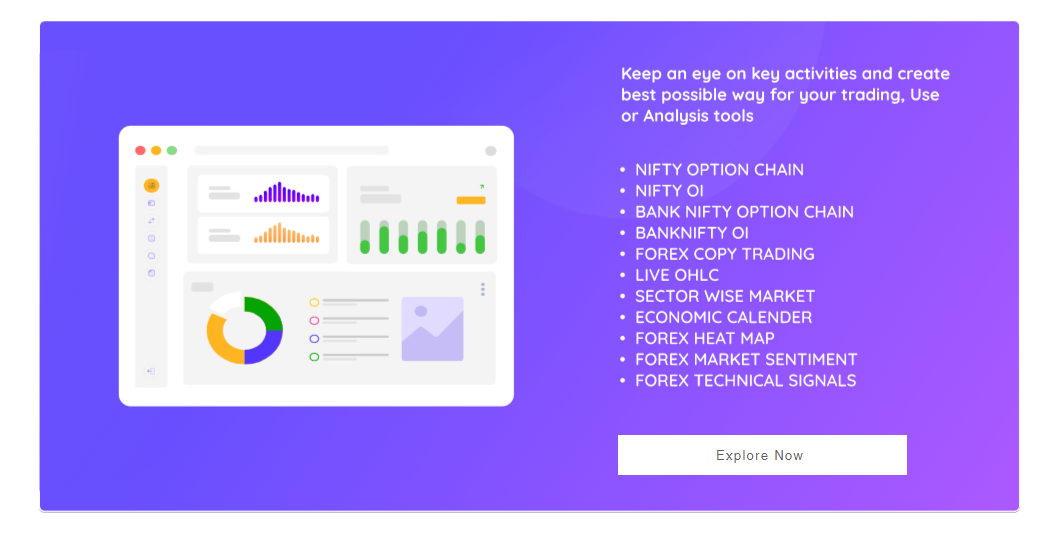 Keep an eye on key activities and create
best possible way for your trading, Use
or Analysis tools
• NIFTY OPTION CHAIN
• NIFTY OI
• BANK NIFTY OPTION CHAIN
• BANKNIFTY OI
• FOREX COPY TRADING
• LIVE OHLC
• SECTOR WISE MARKET
• ECONOMIC CALENDER
• FOREX HEAT MAP
• FOREX MARKET SENTIMENT
• FOREX TECHNICAL SIGNALS
Explore Now